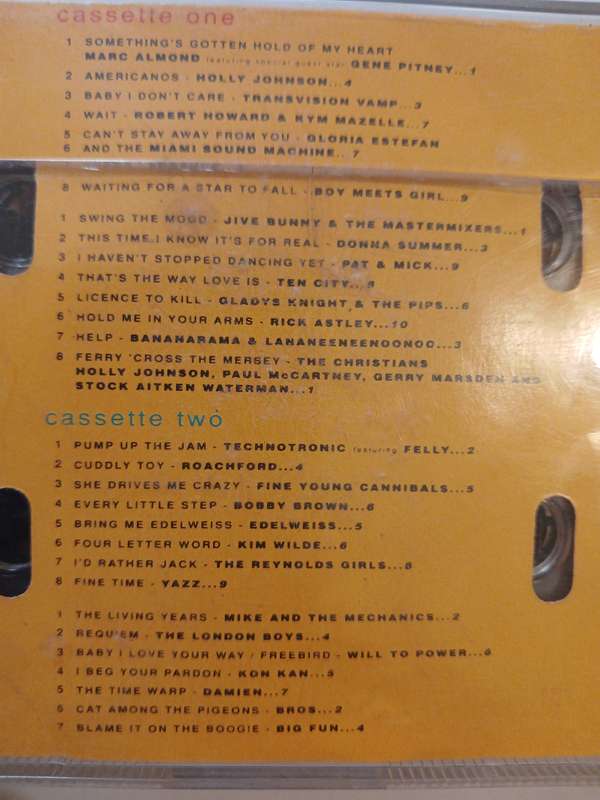 cassette one
1 SOMETHING'S GOTTEN HOLD OF MY HEART
MARC ALMOND featuring special guest star GENE PITNEY...1
2 AMERICANOS - HOLLY JOHNSON...4
3 BABY I DON'T CARE - TRANSVISION VAMP...3
4 WAIT - ROBERT HOWARD & KYM MAZELLE...7
5 CAN'T STAY AWAY FROM YOU - GLORIA ESTEFAN
6 AND THE MIAMI SOUND MACHINE...7
8 WAITING FOR A STAR TO FALL - BOY MEETS GIRL...9
1 SWING THE MOOD - JIVE BUNNY & THE MASTERMIXERS...1
2 THIS TIME I KNOW IT'S FOR REAL - DONNA SUMMER...3
3 I HAVEN'T STOPPED DANCING YET - PAT & MICK...9
4 THAT'S THE WAY LOVE IS - TEN CITY...8
5 LICENCE TO KILL - GLADYS KNIGHT & THE PIPS...6
6 HOLD ME IN YOUR ARMS - RICK ASTLEY...10
7 HELP - BANANARAMA & LANANEENEENOONOO...3
8 FERRY 'CROSS THE MERSEY - THE CHRISTIANS
HOLLY JOHNSON, PAUL McCARTNEY, GERRY MARSDEN AND
STOCK AITKEN WATERMAN...1
cassette two
1 PUMP UP THE JAM - TECHNOTRONIC featuring FELLY...2
2 CUDDLY TOY - ROACHFORD...4
3 SHE DRIVES ME CRAZY - FINE YOUNG CANNIBALS...5
4 EVERY LITTLE STEP - BOBBY BROWN...6
5 BRING ME EDELWEISS - EDELWEISS...5
6 FOUR LETTER WORD - KIM WILDE...6
7 I'D RATHER JACK - THE REYNOLDS GIRLS...8
8 FINE TIME - YAZZ...9
1 THE LIVING YEARS - MIKE AND THE MECHANICS...2
2 REQUIEM - THE LONDON BOYS...4
3 BABY I LOVE YOUR WAY / FREEBIRD - WILL TO POWER...6
4 I BEG YOUR PARDON - KON KAN...5
5 THE TIME WARP - DAMIEN...7
6 CAT AMONG THE PIGEONS - BROS...2
7 BLAME IT ON THE BOOGIE - BIG FUN...4